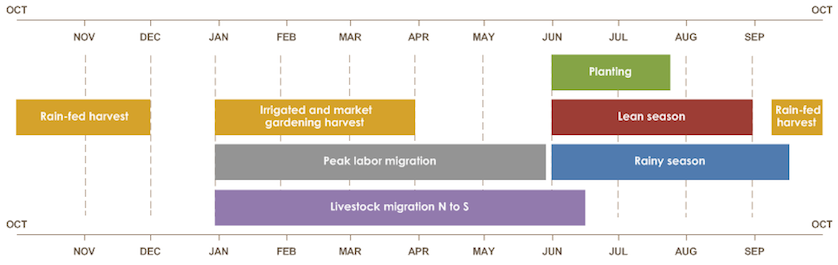 OCT OCT
NOV DEC JAN FEB MAR APR MAY JUN JUL AUG SEP
Planting
Rain-fed harvest
Irrigated and market
gardening harvest
Lean season
Rain-fed
harvest
Peak labor migration
Rainy season
Livestock migration N to S
OCT OCT
NOV DEC JAN FEB MAR APR MAY JUN JUL AUG SEP